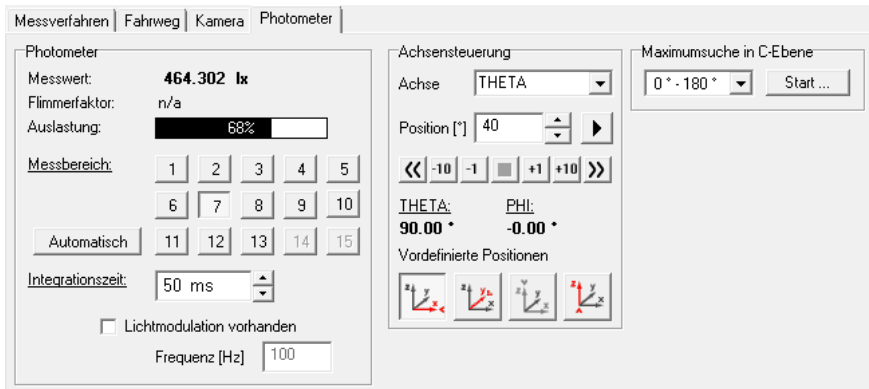 Messverfahren Fahrweg Kamera Photometer
Photometer
Messwert: 464.302 lx
Flimmerfaktor: n/a
Auslastung: 68%
Messbereich: 1 2 3 4 5
6 7 8 9 10
Automatisch 11 12 13 14 15
Integrationszeit: 50 ms
Lichtmodulation vorhanden
Frequenz [Hz] 100
Achsensteuerung
Achse THETA
Position [°] 40
-10 -1 +1 +10
THETA: PHI:
90.00 ° -0.00 °
Vordefinierte Positionen
z y x z y x z y x z y x
Maximumsuche in C-Ebene
0 ° - 180 ° Start ...